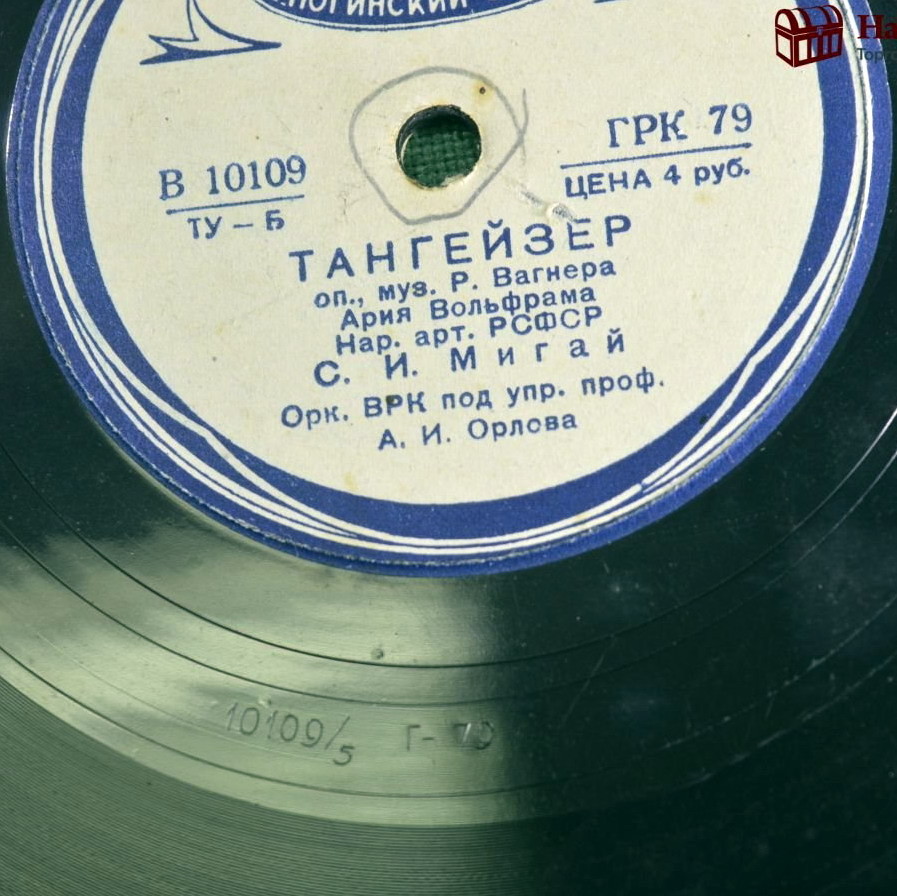 В 10109
ТУ – Б
ГРК 79
ЦЕНА 4 руб.
ТАНГЕЙЗЕР
оп., муз. Р. Вагнера
Ария Вольфрама
Нар. арт. РСФСР
С. И. Мигай
Орк. ВРК под упр. проф.
А. И. Орлова
10109/5 Г-79